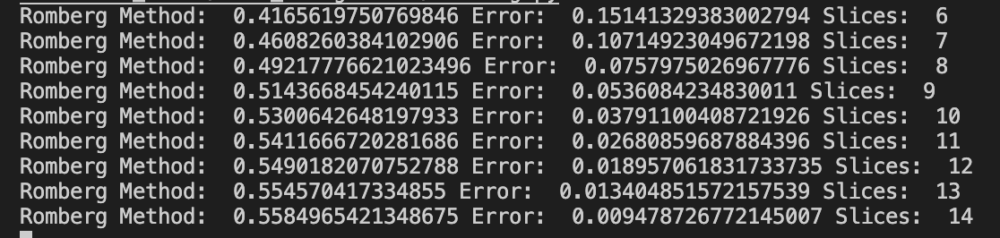 Romberg Method:  0.4165619750769846 Error:  0.15141329383002794 Slices:  6
Romberg Method:  0.4608260384102906 Error:  0.10714923049672198 Slices:  7
Romberg Method:  0.49217776621023496 Error:  0.0757975026967776 Slices:  8
Romberg Method:  0.5143668454240115 Error:  0.0536084234830011 Slices:  9
Romberg Method:  0.5300642648197933 Error:  0.03791100408721926 Slices:  10
Romberg Method:  0.5411666720281686 Error:  0.02680859687884396 Slices:  11
Romberg Method:  0.5490182070752788 Error:  0.018957061831733735 Slices:  12
Romberg Method:  0.554570417334855 Error:  0.013404851572157539 Slices:  13
Romberg Method:  0.5584965421348675 Error:  0.009478726772145007 Slices:  14